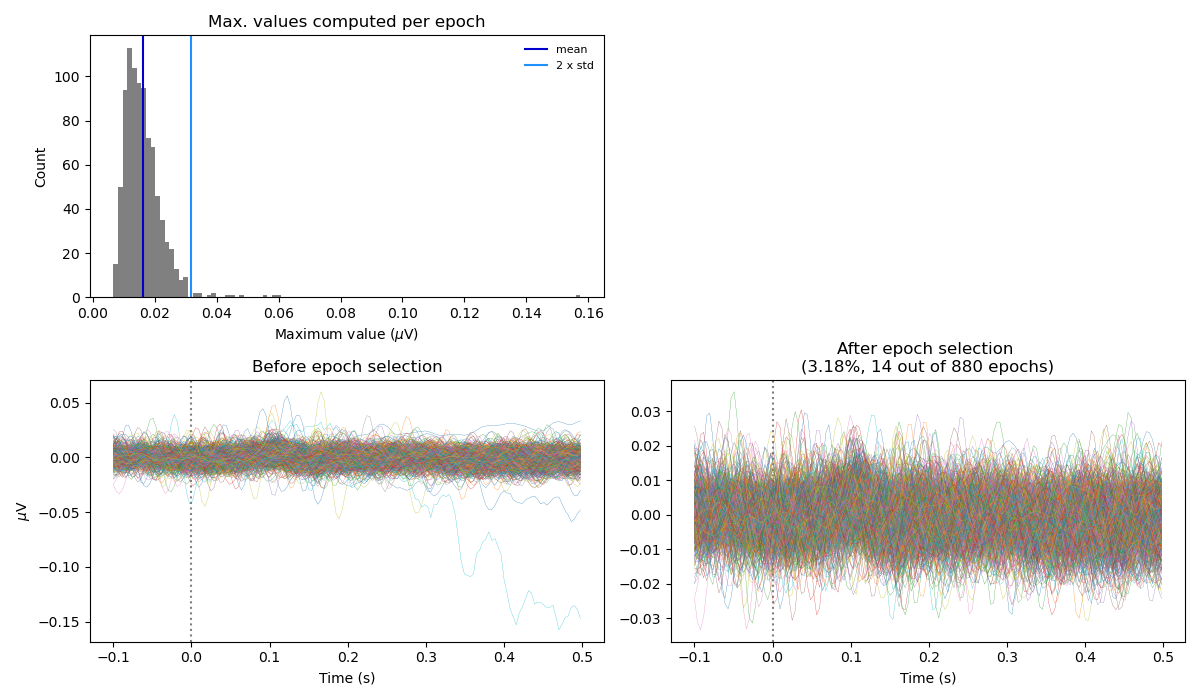 Max. values computed per epoch
mean
2 x std
Count
100
80
60
40
20
0
0.00 0.02 0.04 0.06 0.08 0.10 0.12 0.14 0.16
Maximum value (μV)
Before epoch selection
μV
0.05
0.00
−0.05
−0.10
−0.15
−0.1 0.0 0.1 0.2 0.3 0.4 0.5
Time (s)
After epoch selection
(3.18%, 14 out of 880 epochs)
0.03
0.02
0.01
0.00
−0.01
−0.02
−0.03
−0.1 0.0 0.1 0.2 0.3 0.4 0.5
Time (s)